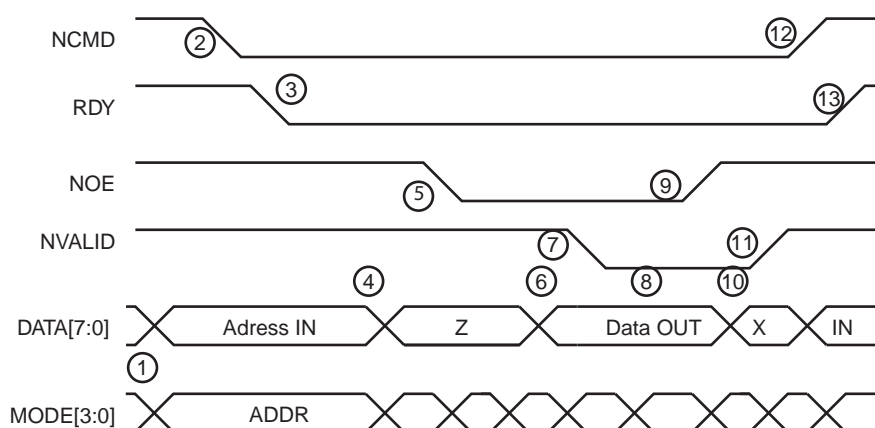 NCMD
2
12
RDY
3
13
NOE
5
9
NVALID
7
11
4
6
8
10
DATA[7:0]
Adress IN
Z
Data OUT
X
IN
1
MODE[3:0]
ADDR